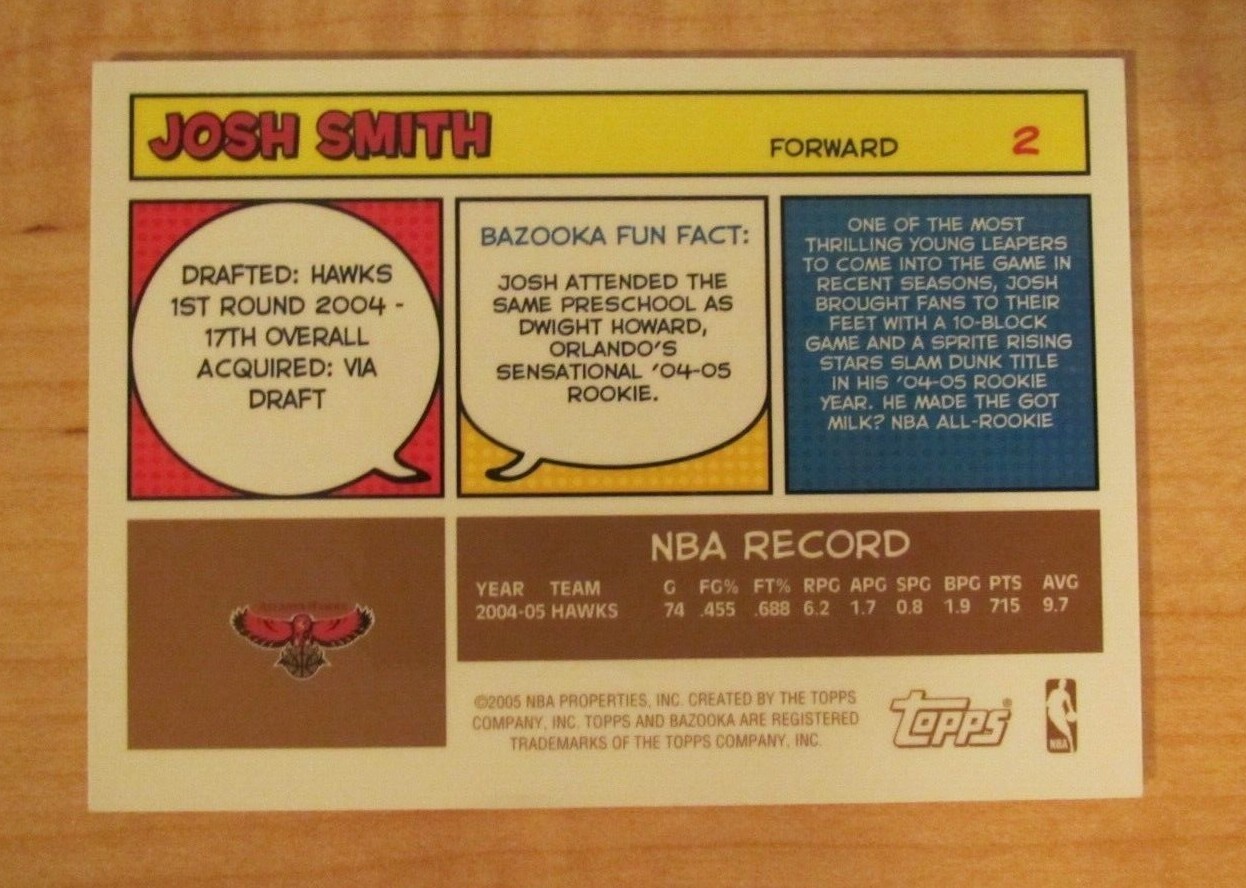 JOSH SMITH FORWARD 2
DRAFTED: HAWKS
1ST ROUND 2004 -
17TH OVERALL
ACQUIRED: VIA
DRAFT
BAZOOKA FUN FACT:
JOSH ATTENDED THE
SAME PRESCHOOL AS
DWIGHT HOWARD,
ORLANDO'S
SENSATIONAL '04-05
ROOKIE.
ONE OF THE MOST
THRILLING YOUNG LEAPERS
TO COME INTO THE GAME IN
RECENT SEASONS, JOSH
BROUGHT FANS TO THEIR
FEET WITH A 10-BLOCK
GAME AND A SPRITE RISING
STARS SLAM DUNK TITLE
IN HIS '04-05 ROOKIE
YEAR. HE MADE THE GOT
MILK? NBA ALL-ROOKIE
ATLANTA HAWKS
NBA RECORD
YEAR TEAM G FG% FT% RPG APG SPG BPG PTS AVG
2004-05 HAWKS 74 .455 .688 6.2 1.7 0.8 1.9 715 9.7
©2005 NBA PROPERTIES, INC. CREATED BY THE TOPPS
COMPANY, INC. TOPPS AND BAZOOKA ARE REGISTERED
TRADEMARKS OF THE TOPPS COMPANY, INC.
topps®
NBA